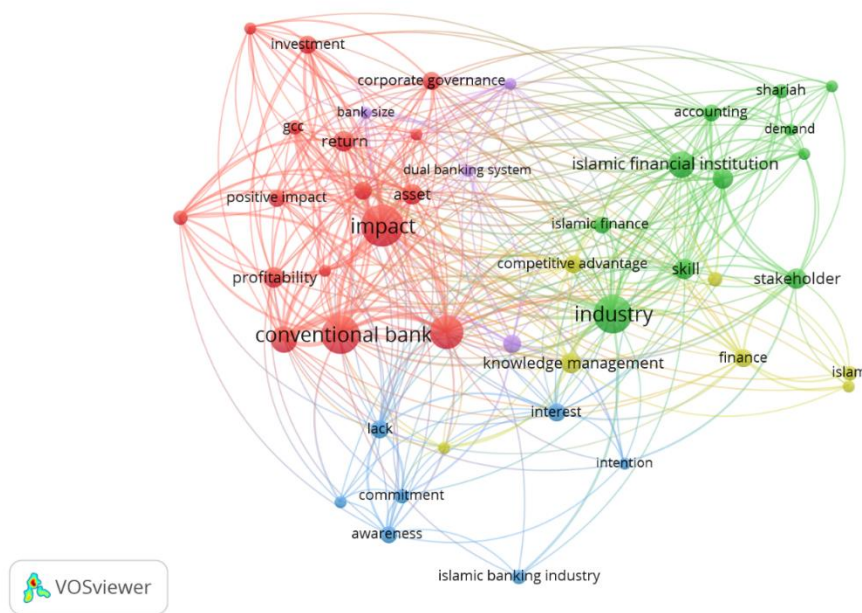 investment
shariah
corporate governance
accounting
bank size
gcc
demand
return
islamic financial institution
dual banking system
positive impact
asset
impact
islamic finance
competitive advantage
skill
profitability
stakeholder
industry
conventional bank
knowledge management
finance
islam
interest
lack
intention
commitment
awareness
islamic banking industry
VOSviewer